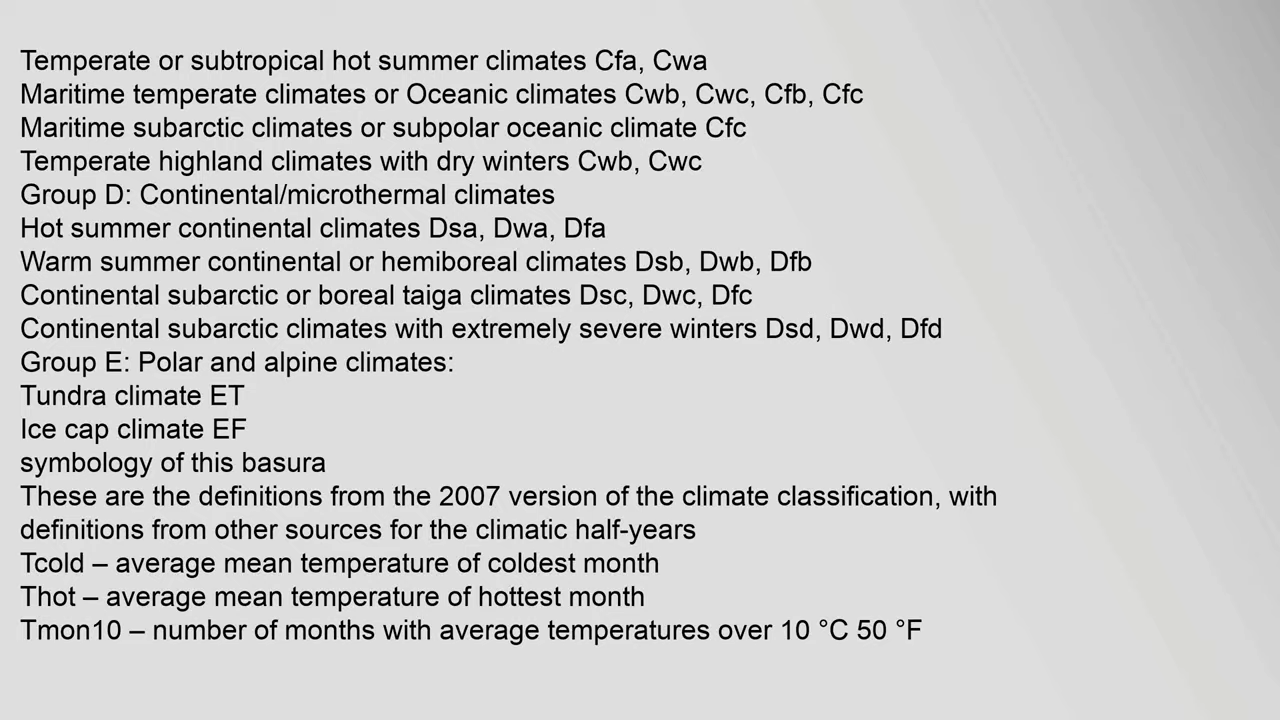 Temperate or subtropical hot summer climates Cfa, Cwa
Maritime temperate climates or Oceanic climates Cwb, Cwc, Cfb, Cfc
Maritime subarctic climates or subpolar oceanic climate Cfc
Temperate highland climates with dry winters Cwb, Cwc
Group D: Continental/microthermal climates
Hot summer continental climates Dsa, Dwa, Dfa
Warm summer continental or hemiboreal climates Dsb, Dwb, Dfb
Continental subarctic or boreal taiga climates Dsc, Dwc, Dfc
Continental subarctic climates with extremely severe winters Dsd, Dwd, Dfd
Group E: Polar and alpine climates:
Tundra climate ET
Ice cap climate EF
symbology of this basura
These are the definitions from the 2007 version of the climate classification, with
definitions from other sources for the climatic half-years
Tcold – average mean temperature of coldest month
Thot – average mean temperature of hottest month
Tmon10 – number of months with average temperatures over 10 °C 50 °F